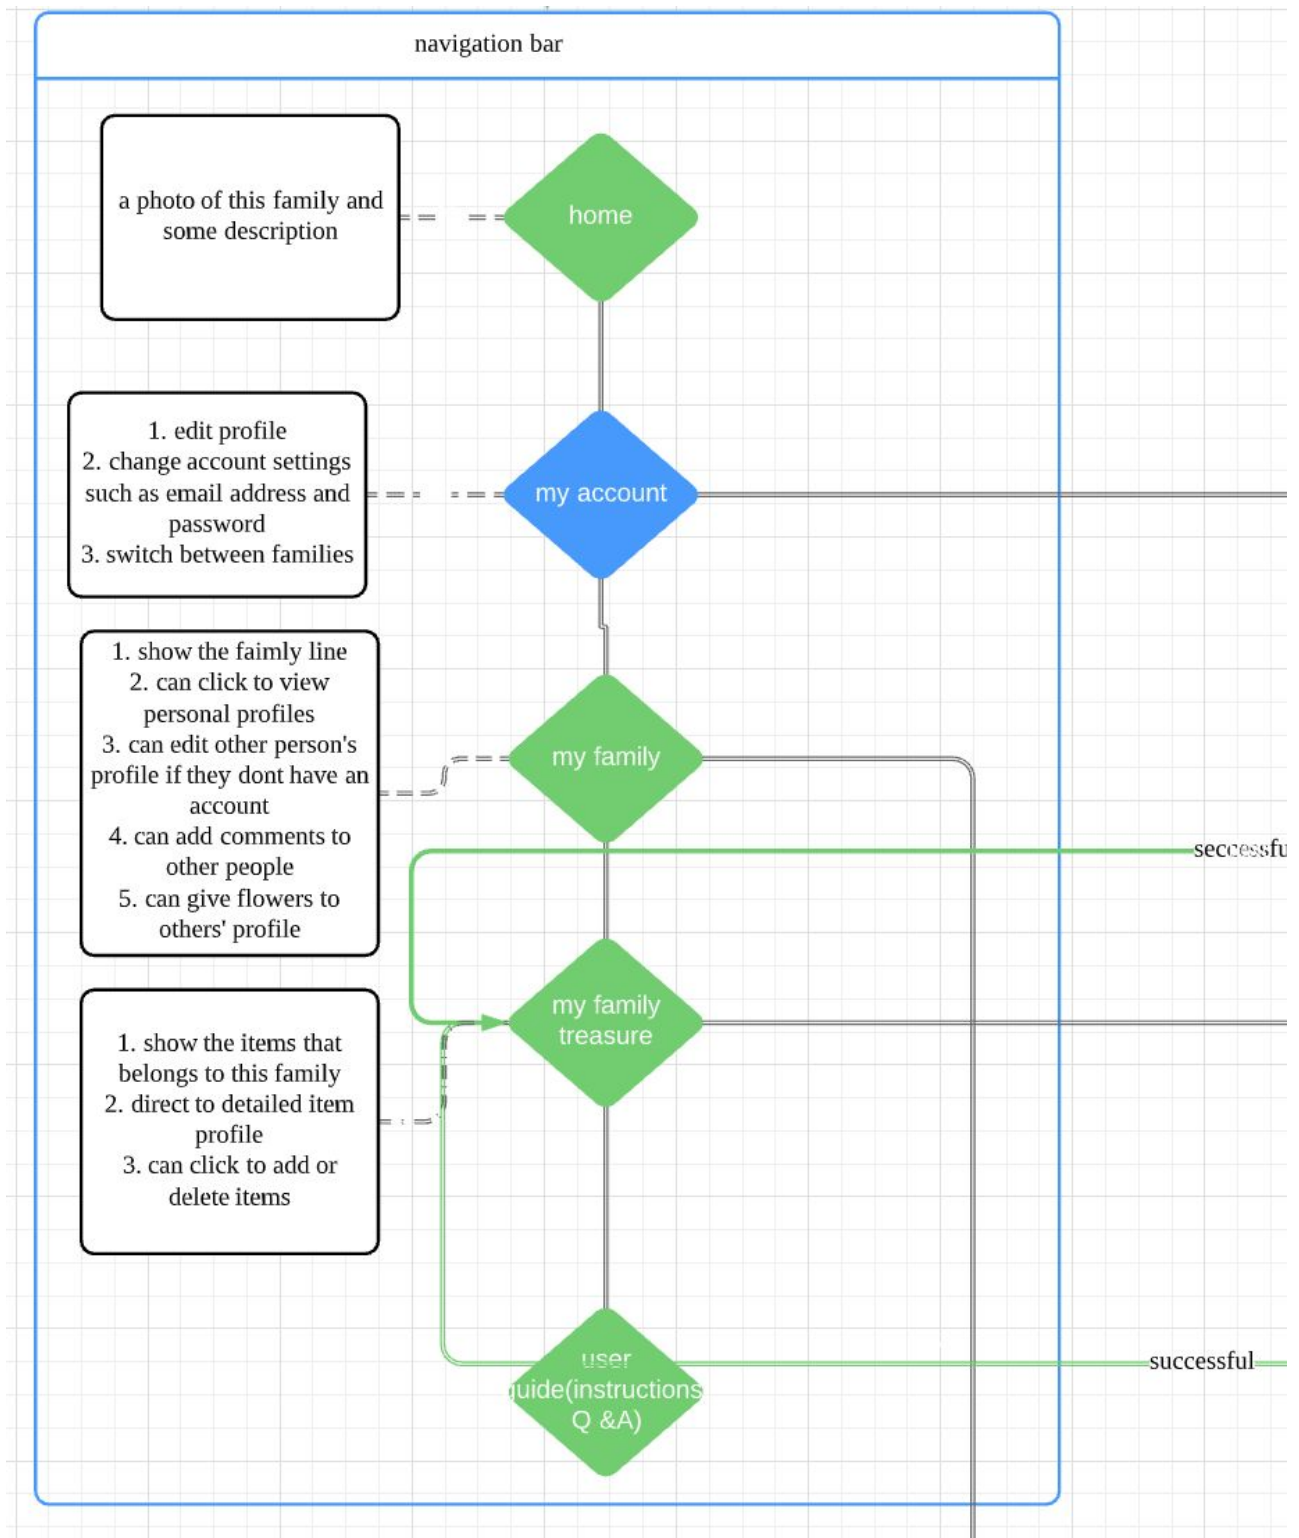 navigation bar
a photo of this family and
some description
home
1. edit profile
2. change account settings
such as email address and
password
3. switch between families
my account
1. show the faimly line
2. can click to view
personal profiles
3. can edit other person's
profile if they dont have an
account
4. can add comments to
other people
5. can give flowers to
others' profile
my family
seccessfu
1. show the items that
belongs to this family
2. direct to detailed item
profile
3. can click to add or
delete items
my family
treasure
user
guide(instructions
Q &A)
successful